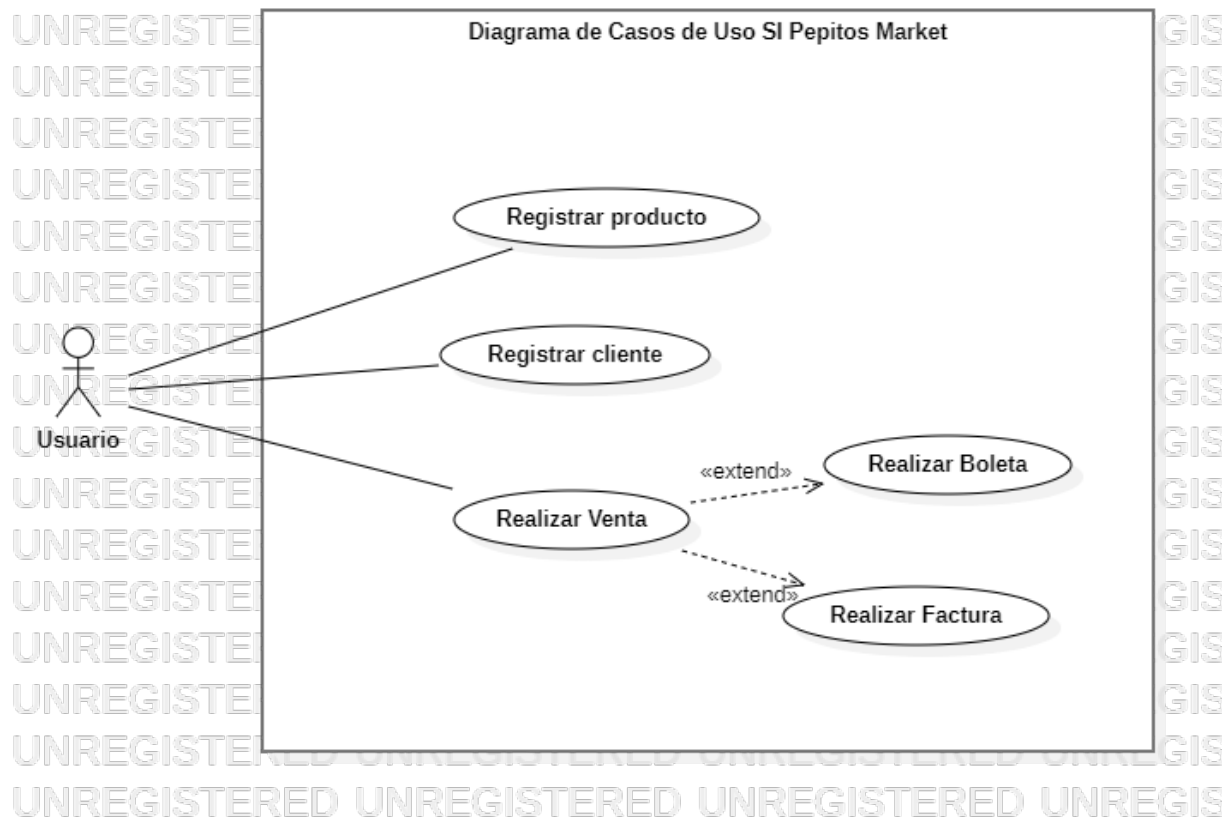 Diagrama de Casos de Uso SI Pepitos Market
Registrar producto
Registrar cliente
Usuario
«extend»
Realizar Boleta
Realizar Venta
«extend»
Realizar Factura
UNREGISTERED UNREGISTERED UNREGISTERED UNREGIS